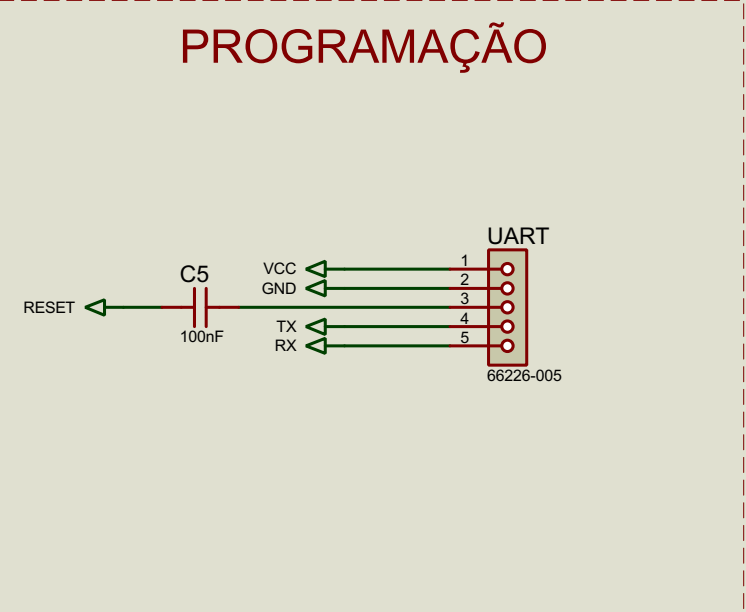 PROGRAMAÇÃO
UART
VCC 1
GND 2
C5
RESET 3
100nF
TX 4
RX 5
66226-005